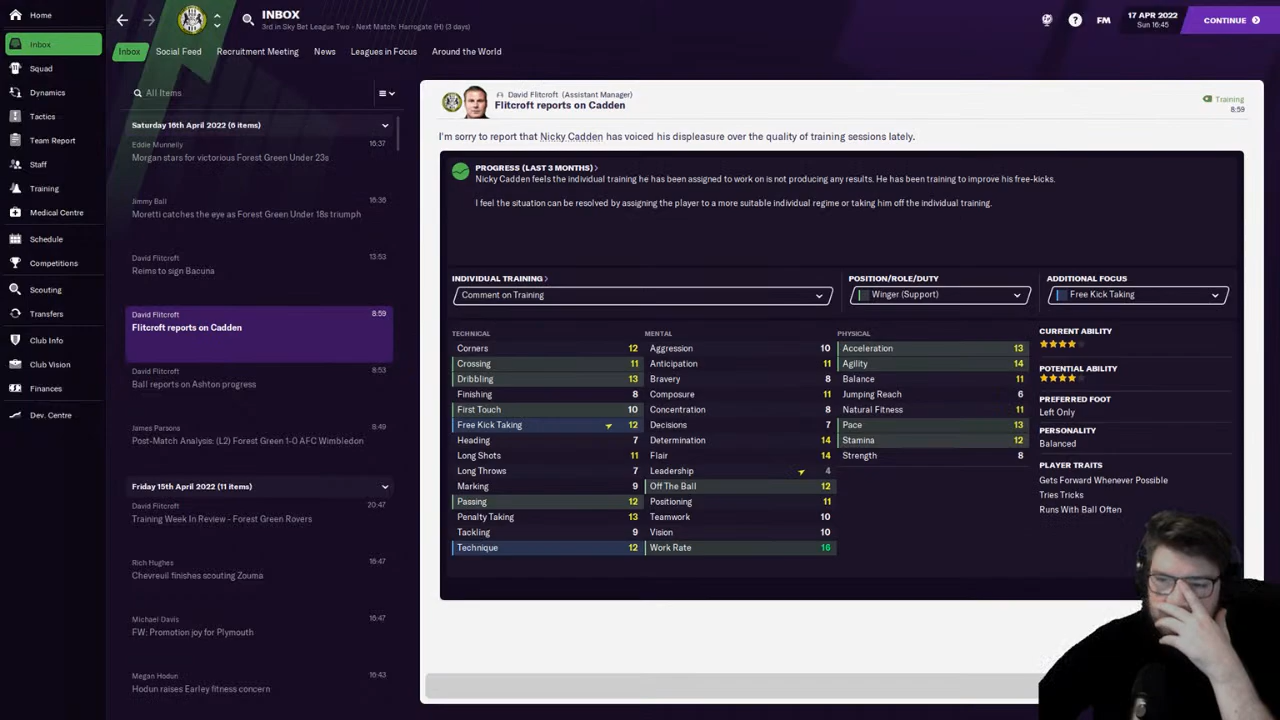 Home
INBOX
3rd in Sky Bet League Two - Next Match: Harrogate (H) (3 days)
FM
17 APR 2022
Sun 16:45
CONTINUE
Inbox
Squad
Dynamics
Tactics
Team Report
Staff
Training
Medical Centre
Schedule
Competitions
Scouting
Transfers
Club Info
Club Vision
Finances
Dev. Centre
Inbox
Social Feed
Recruitment Meeting
News
Leagues in Focus
Around the World
All Items
Saturday 16th April 2022 (6 items)
Eddie Munnelly
16:37
Morgan stars for victorious Forest Green Under 23s
Jimmy Ball
16:36
Moretti catches the eye as Forest Green Under 18s triumph
David Flitcroft
13:53
Reims to sign Bacuna
David Flitcroft
8:59
Flitcroft reports on Cadden
David Flitcroft
8:53
Ball reports on Ashton progress
James Parsons
8:49
Post-Match Analysis: (L2) Forest Green 1-0 AFC Wimbledon
Friday 15th April 2022 (11 items)
David Flitcroft
20:47
Training Week In Review - Forest Green Rovers
Rich Hughes
16:47
Chevreuil finishes scouting Zouma
Michael Davis
16:47
FW: Promotion joy for Plymouth
Megan Hodun
16:43
Hodun raises Earley fitness concern
David Flitcroft (Assistant Manager)
Flitcroft reports on Cadden
Training
8:59
I'm sorry to report that Nicky Cadden has voiced his displeasure over the quality of training sessions lately.
PROGRESS (LAST 3 MONTHS)
Nicky Cadden feels the individual training he has been assigned to work on is not producing any results. He has been training to improve his free-kicks.
I feel the situation can be resolved by assigning the player to a more suitable individual regime or taking him off the individual training.
INDIVIDUAL TRAINING
Comment on Training
POSITION/ROLE/DUTY
Winger (Support)
ADDITIONAL FOCUS
Free Kick Taking
TECHNICAL
Corners 12
Crossing 11
Dribbling 13
Finishing 8
First Touch 10
Free Kick Taking 12
Heading 7
Long Shots 11
Long Throws 7
Marking 9
Passing 12
Penalty Taking 13
Tackling 9
Technique 12
MENTAL
Aggression 10
Anticipation 11
Bravery 8
Composure 11
Concentration 8
Decisions 7
Determination 14
Flair 14
Leadership 4
Off The Ball 12
Positioning 11
Teamwork 10
Vision 10
Work Rate 16
PHYSICAL
Acceleration 13
Agility 14
Balance 11
Jumping Reach 6
Natural Fitness 11
Pace 13
Stamina 12
Strength 8
CURRENT ABILITY
POTENTIAL ABILITY
PREFERRED FOOT
Left Only
PERSONALITY
Balanced
PLAYER TRAITS
Gets Forward Whenever Possible
Tries Tricks
Runs With Ball Often